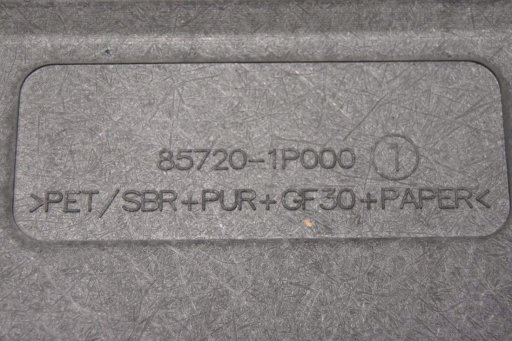 85720-1P000 ①
>PET/SBR+PUR+GF30+PAPER<